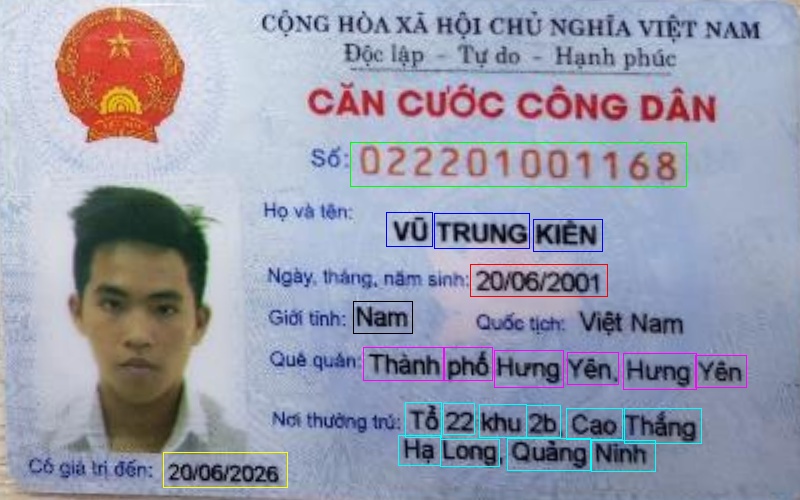 CỘNG HÒA XÃ HỘI CHỦ NGHĨA VIỆT NAM
Độc lập - Tự do - Hạnh phúc
CĂN CƯỚC CÔNG DÂN
Số: 022201001168
Họ và tên:
VŨ TRUNG KIÊN
Ngày, tháng, năm sinh: 20/06/2001
Giới tính: Nam Quốc tịch: Việt Nam
Quê quán: Thành phố Hưng Yên, Hưng Yên
Nơi thường trú: Tổ 22 khu 2b, Cao Thắng
Hạ Long, Quảng Ninh
Có giá trị đến: 20/06/2026